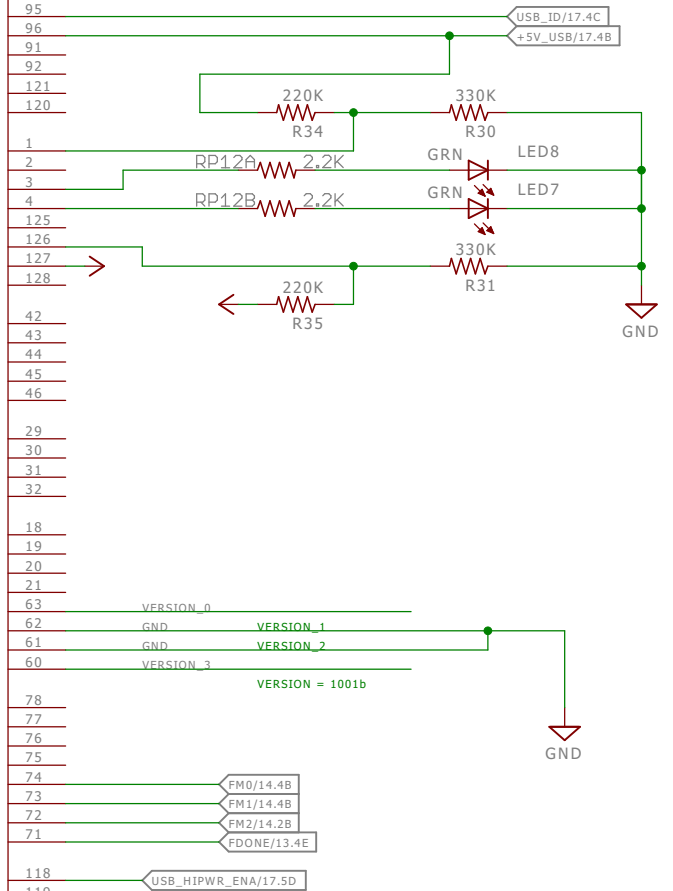 95 USB_ID/17.4C
96 +5V_USB/17.4B
91
92
121
120 220K 330K
R34 R30
1
2 RP12A 2.2K GRN LED8
3
4 RP12B 2.2K GRN LED7
125
126 330K
127
128 220K R31
R35
GND
42
43
44
45
46
29
30
31
32
18
19
20
21
63 VERSION_0
62 GND VERSION_1
61 GND VERSION_2
60 VERSION_3
VERSION = 1001b
78
77
76 GND
75
74 FM0/14.4B
73 FM1/14.4B
72 FM2/14.2B
71 FDONE/13.4E
118 USB_HIPWR_ENA/17.5D